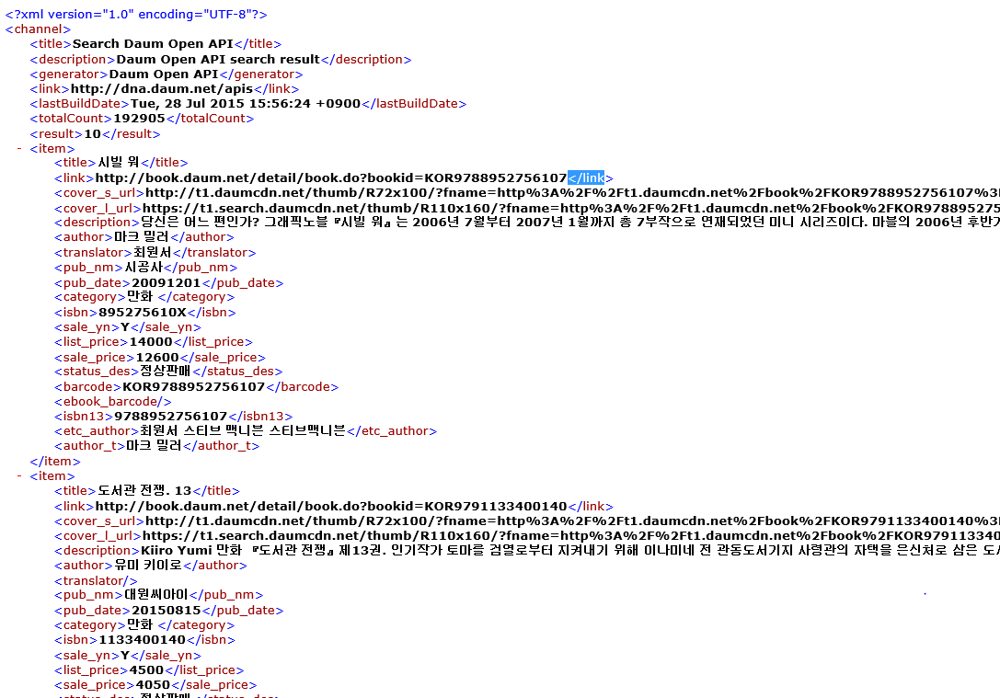 <?xml version="1.0" encoding="UTF-8"?>
<channel>
<title>Search Daum Open API</title>
<description>Daum Open API search result</description>
<generator>Daum Open API</generator>
<link>http://dna.daum.net/apis</link>
<lastBuildDate>Tue, 28 Jul 2015 15:56:24 +0900</lastBuildDate>
<totalCount>192905</totalCount>
<result>10</result>
- <item>
<title>시빌 워</title>
<link>http://book.daum.net/detail/book.do?bookid=KOR9788952756107</link>
<cover_s_url>http://t1.daumcdn.net/thumb/R72x100/?fname=http%3A%2F%2Ft1.daumcdn.net%2Fbook%2FKOR9788952756107%3
<cover_l_url>https://t1.search.daumcdn.net/thumb/R110x160/?fname=http%3A%2F%2Ft1.daumcdn.net%2Fbook%2FKOR97889527
<description>당신은 어느 편인가? 그래픽노블 『시빌 워』는 2006년 7월부터 2007년 1월까지 총 7부작으로 연재되었던 미니 시리즈이다. 마블의 2006년 후반기
<author>마크 밀러</author>
<translator>최원서</translator>
<pub_nm>시공사</pub_nm>
<pub_date>20091201</pub_date>
<category>만화 </category>
<isbn>895275610X</isbn>
<sale_yn>Y</sale_yn>
<list_price>14000</list_price>
<sale_price>12600</sale_price>
<status_des>정상판매</status_des>
<barcode>KOR9788952756107</barcode>
<ebook_barcode/>
<isbn13>9788952756107</isbn13>
<etc_author>최원서 스티브 맥니븐 스티브맥니븐</etc_author>
<author_t>마크 밀러</author_t>
</item>
- <item>
<title>도서관 전쟁. 13</title>
<link>http://book.daum.net/detail/book.do?bookid=KOR9791133400140</link>
<cover_s_url>http://t1.daumcdn.net/thumb/R72x100/?fname=http%3A%2F%2Ft1.daumcdn.net%2Fbook%2FKOR9791133400140%3
<cover_l_url>https://t1.search.daumcdn.net/thumb/R110x160/?fname=http%3A%2F%2Ft1.daumcdn.net%2Fbook%2FKOR97911334
<description>Kiiro Yumi 만화 『도서관 전쟁』 제13권. 인기작가 토마를 검열로부터 지켜내기 위해 이나미네 전 관동도서기지 사령관의 자택을 은신처로 삼은 도서
<author>유미 키이로</author>
<translator/>
<pub_nm>대원씨아이</pub_nm>
<pub_date>20150815</pub_date>
<category>만화 </category>
<isbn>1133400140</isbn>
<sale_yn>Y</sale_yn>
<list_price>4500</list_price>
<sale_price>4050</sale_price>
<status_des>정상판매</status_des>